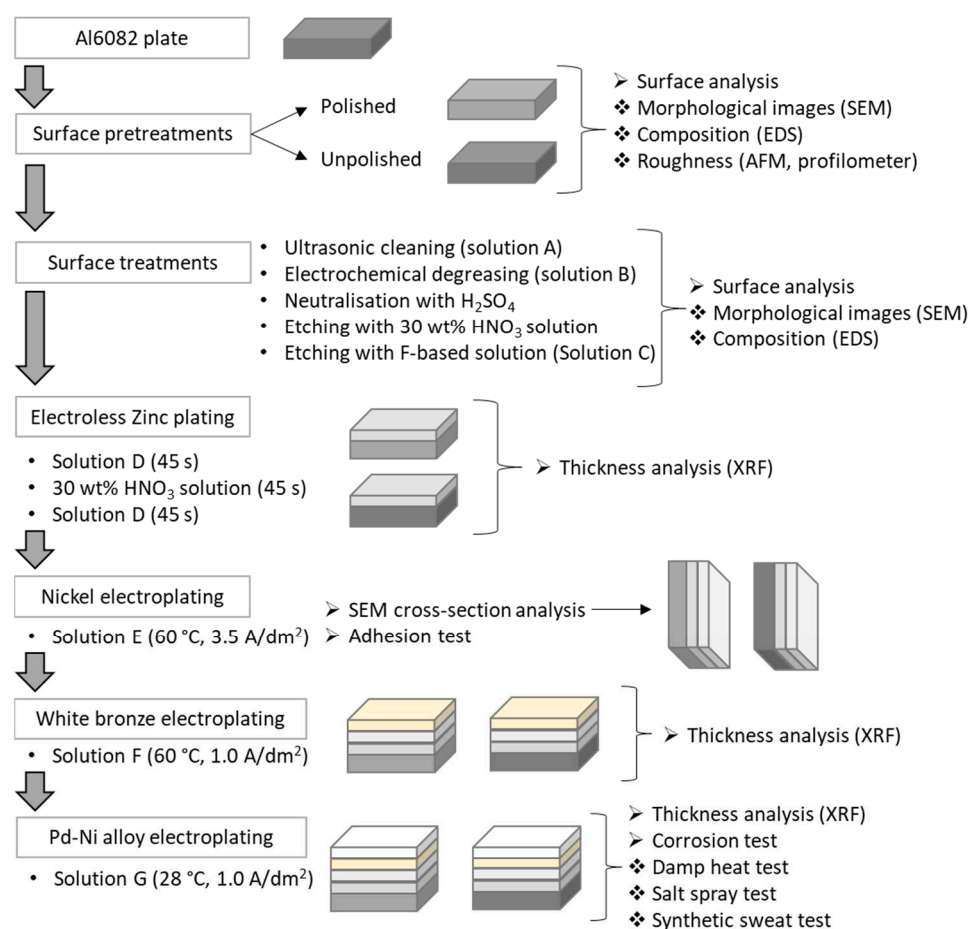 Al6082 plate
Surface pretreatments
Polished
Unpolished
➢ Surface analysis
❖ Morphological images (SEM)
❖ Composition (EDS)
❖ Roughness (AFM, profilometer)
Surface treatments
• Ultrasonic cleaning (solution A)
• Electrochemical degreasing (solution B)
• Neutralisation with H₂SO₄
• Etching with 30 wt% HNO₃ solution
• Etching with F-based solution (Solution C)
➢ Surface analysis
❖ Morphological images (SEM)
❖ Composition (EDS)
Electroless Zinc plating
• Solution D (45 s)
• 30 wt% HNO₃ solution (45 s)
• Solution D (45 s)
➢ Thickness analysis (XRF)
Nickel electroplating
• Solution E (60 °C, 3.5 A/dm²)
➢ SEM cross-section analysis
➢ Adhesion test
White bronze electroplating
• Solution F (60 °C, 1.0 A/dm²)
➢ Thickness analysis (XRF)
Pd-Ni alloy electroplating
• Solution G (28 °C, 1.0 A/dm²)
➢ Thickness analysis (XRF)
➢ Corrosion test
❖ Damp heat test
❖ Salt spray test
❖ Synthetic sweat test